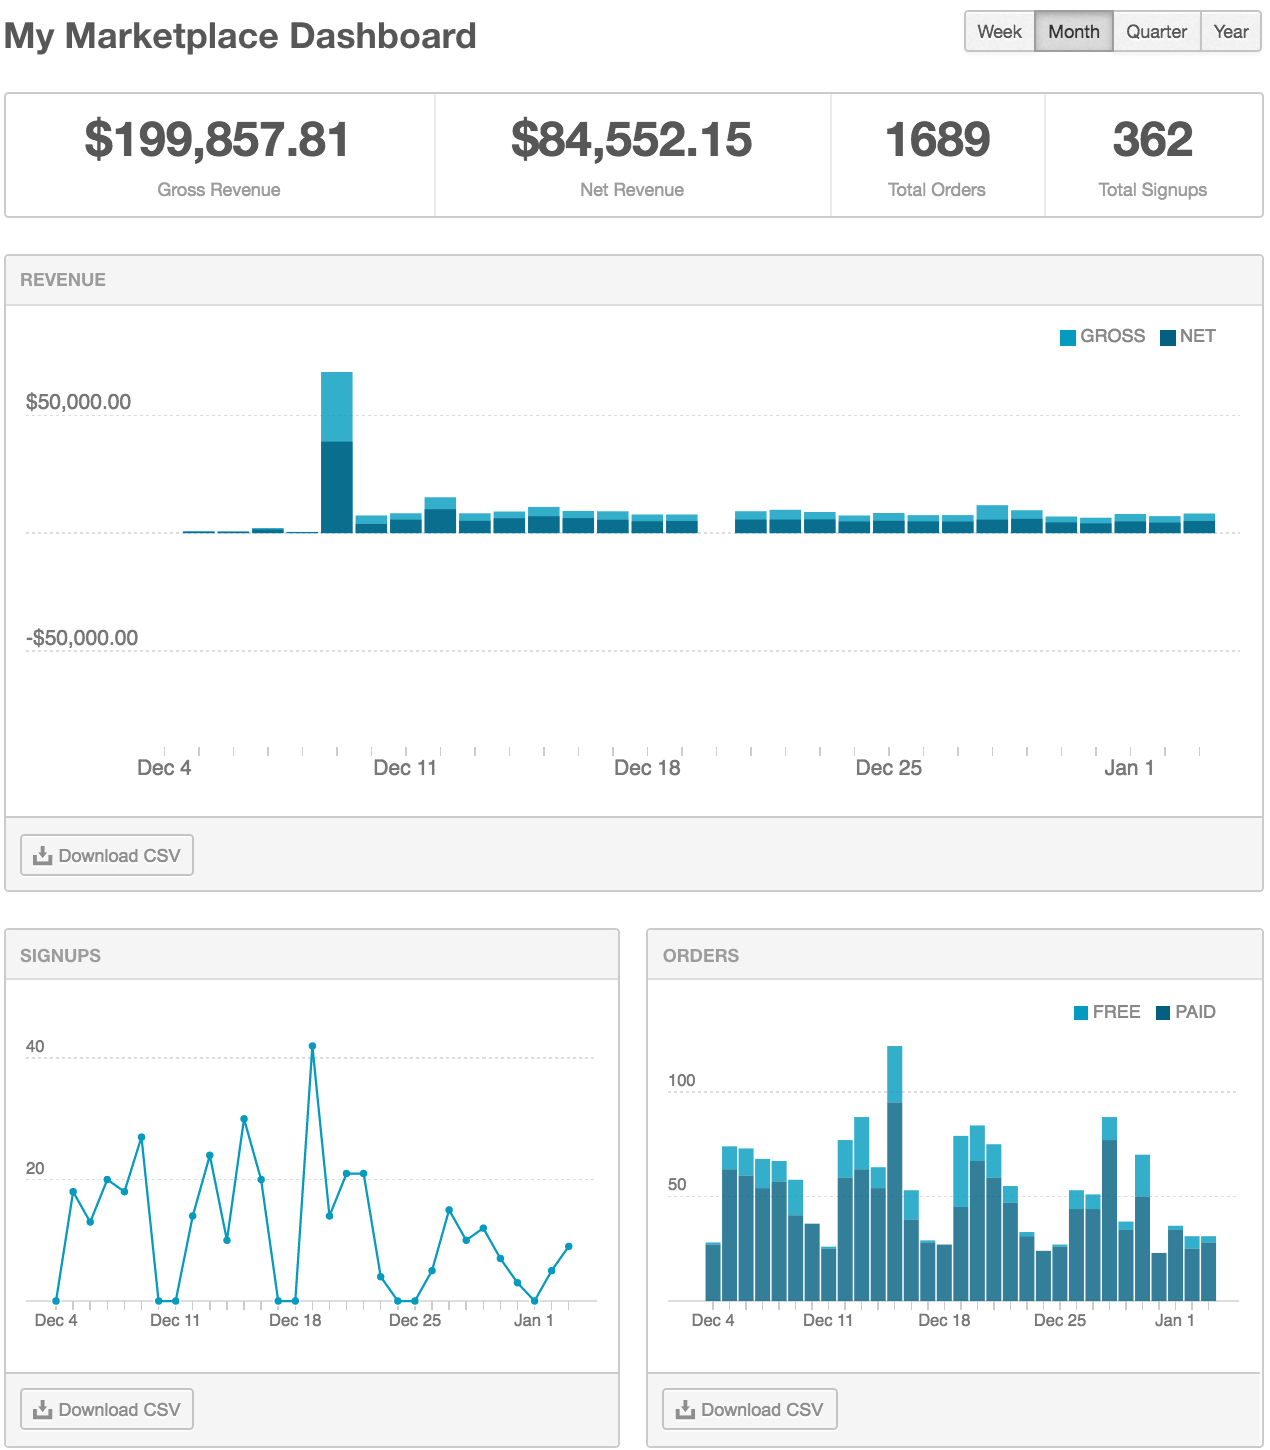 My Marketplace Dashboard
Week Month Quarter Year
$199,857.81 $84,552.15 1689 362
Gross Revenue Net Revenue Total Orders Total Signups
REVENUE
GROSS NET
$50,000.00
-$50,000.00
Dec 4 Dec 11 Dec 18 Dec 25 Jan 1
Download CSV
SIGNUPS
40
20
Dec 4 Dec 11 Dec 18 Dec 25 Jan 1
Download CSV
ORDERS
FREE PAID
100
50
Dec 4 Dec 11 Dec 18 Dec 25 Jan 1
Download CSV